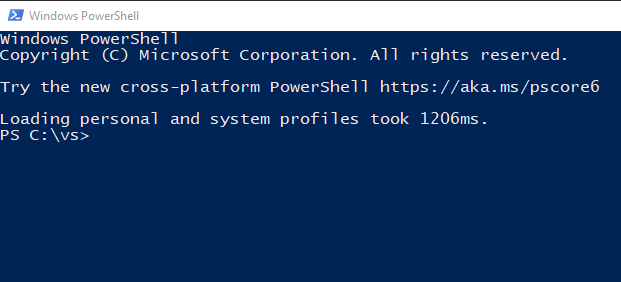 Windows PowerShell
Windows PowerShell
Copyright (C) Microsoft Corporation. All rights reserved.
Try the new cross-platform PowerShell https://aka.ms/pscore6
Loading personal and system profiles took 1206ms.
PS C:\vs>